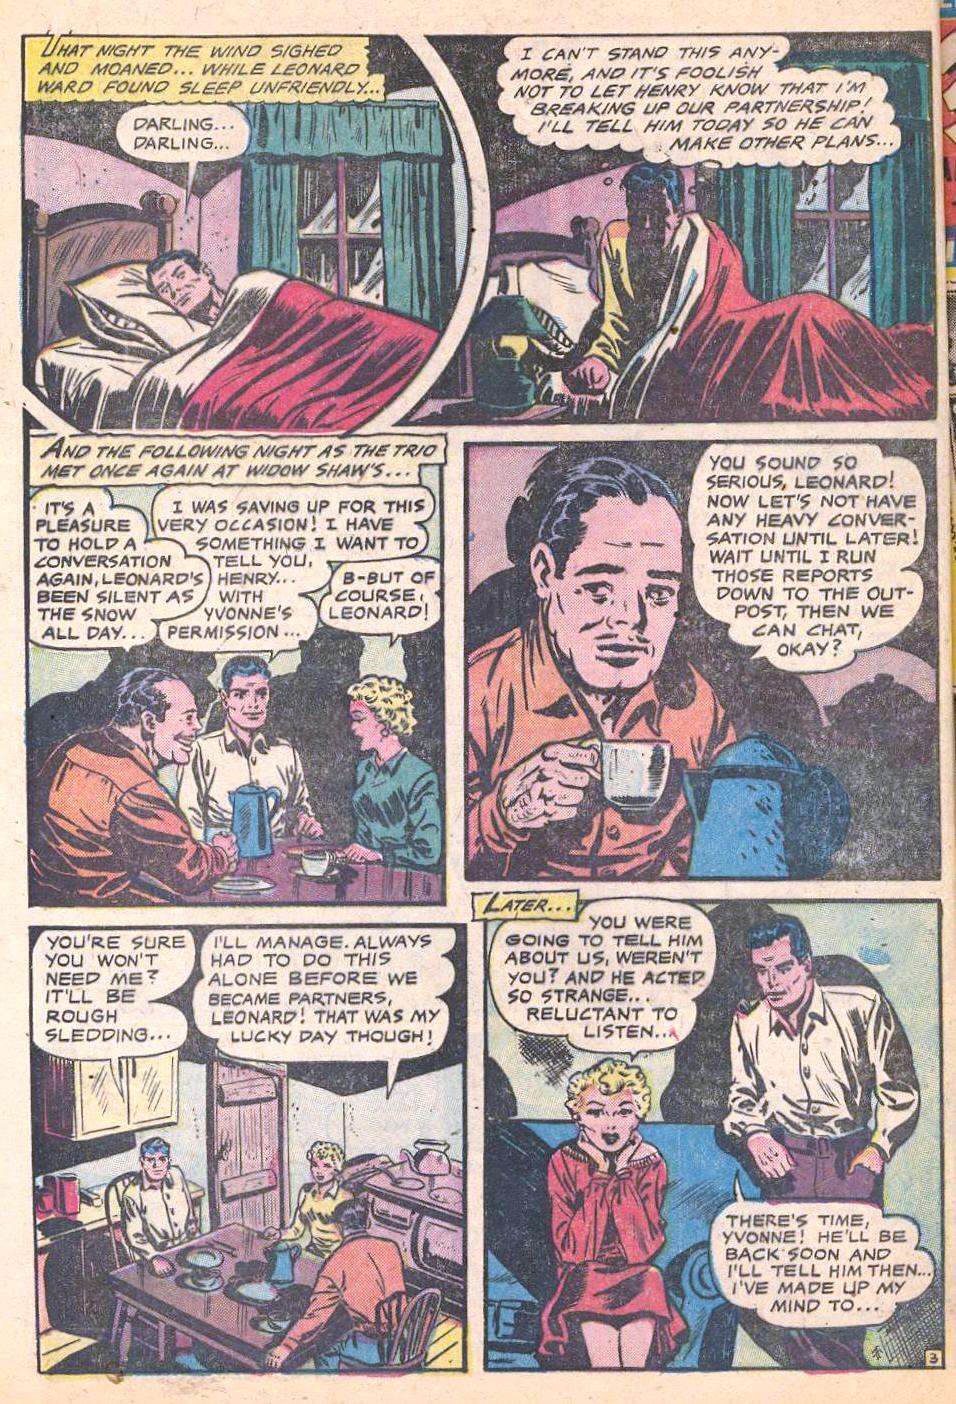 THAT NIGHT THE WIND SIGHED
AND MOANED... WHILE LEONARD
WARD FOUND SLEEP UNFRIENDLY...
DARLING...
DARLING...
I CAN'T STAND THIS ANY-
MORE, AND IT'S FOOLISH
NOT TO LET HENRY KNOW THAT I'M
BREAKING UP OUR PARTNERSHIP!
I'LL TELL HIM TODAY SO HE CAN
MAKE OTHER PLANS...
AND THE FOLLOWING NIGHT AS THE TRIO
MET ONCE AGAIN AT WIDOW SHAW'S...
IT'S A
PLEASURE
TO HOLD A
CONVERSATION
AGAIN, LEONARD'S
BEEN SILENT AS
THE SNOW
ALL DAY...
I WAS SAVING UP FOR THIS
VERY OCCASION! I HAVE
SOMETHING I WANT TO
TELL YOU,
HENRY...
WITH
YVONNE'S
PERMISSION...
B-BUT OF
COURSE,
LEONARD!
YOU SOUND SO
SERIOUS, LEONARD!
NOW LET'S NOT HAVE
ANY HEAVY CONVER-
SATION UNTIL LATER!
WAIT UNTIL I RUN
THOSE REPORTS
DOWN TO THE OUT-
POST, THEN WE
CAN CHAT,
OKAY?
YOU'RE SURE
YOU WON'T
NEED ME?
IT'LL BE
ROUGH
SLEDDING...
I'LL MANAGE. ALWAYS
HAD TO DO THIS
ALONE BEFORE WE
BECAME PARTNERS,
LEONARD! THAT WAS MY
LUCKY DAY THOUGH!
LATER...
YOU WERE
GOING TO TELL HIM
ABOUT US, WEREN'T
YOU? AND HE ACTED
SO STRANGE...
RELUCTANT TO
LISTEN...
THERE'S TIME,
YVONNE! HE'LL BE
BACK SOON AND
I'LL TELL HIM THEN...
I'VE MADE UP MY
MIND TO...
3